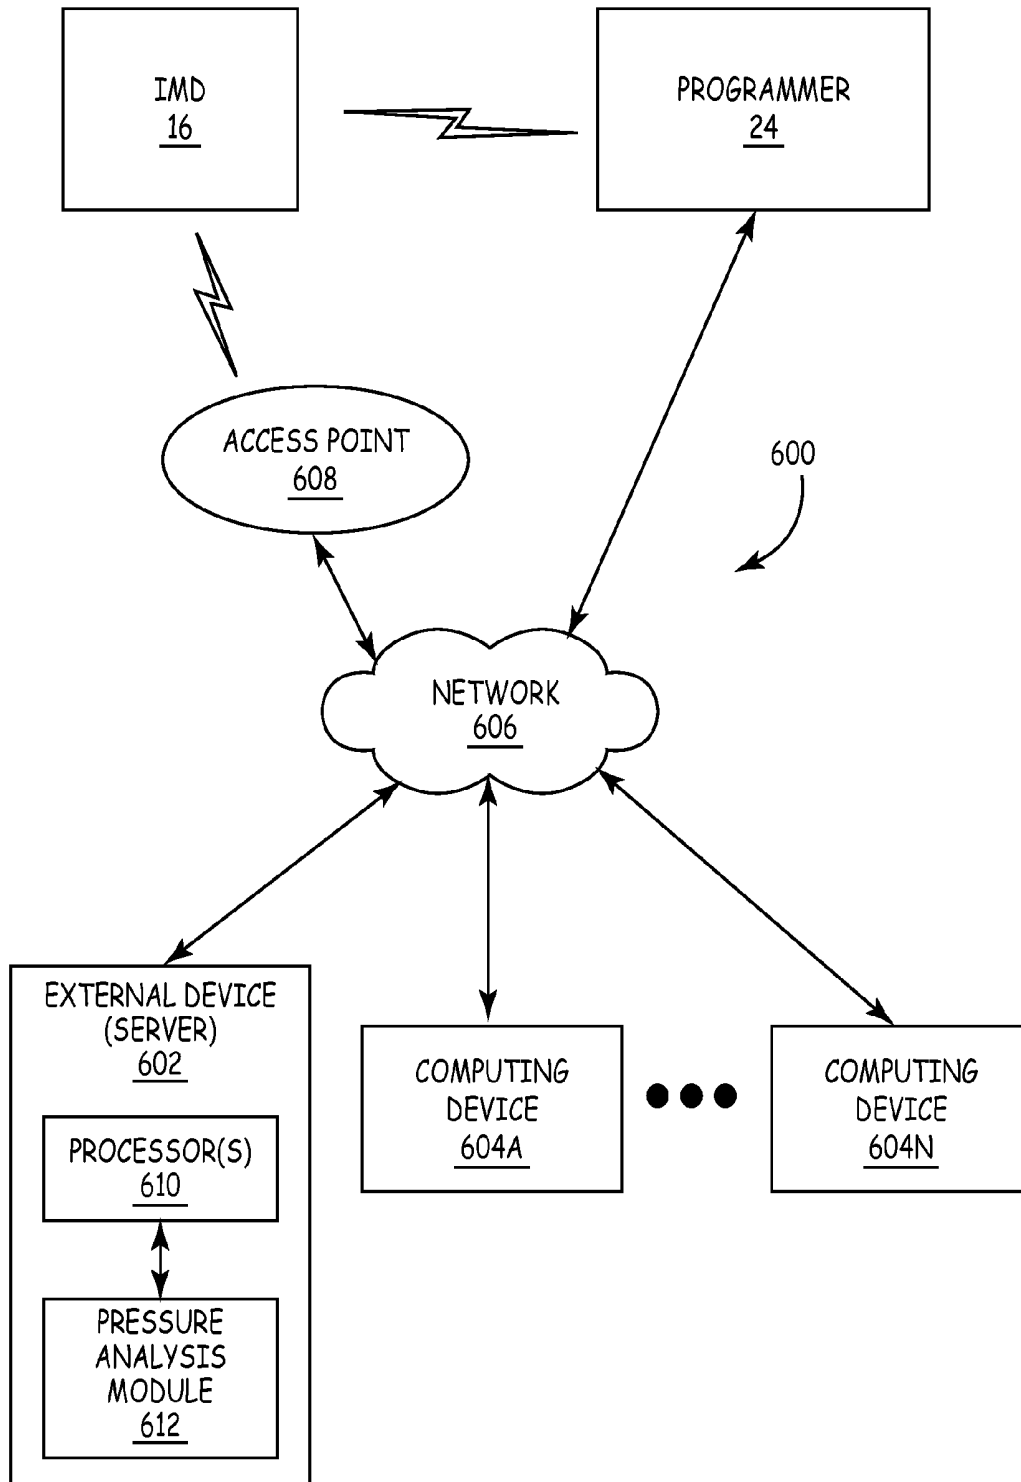 IMD
16
PROGRAMMER
24
ACCESS POINT
608
600
NETWORK
606
EXTERNAL DEVICE
(SERVER)
602
PROCESSOR(S)
610
PRESSURE
ANALYSIS
MODULE
612
COMPUTING
DEVICE
604A
COMPUTING
DEVICE
604N